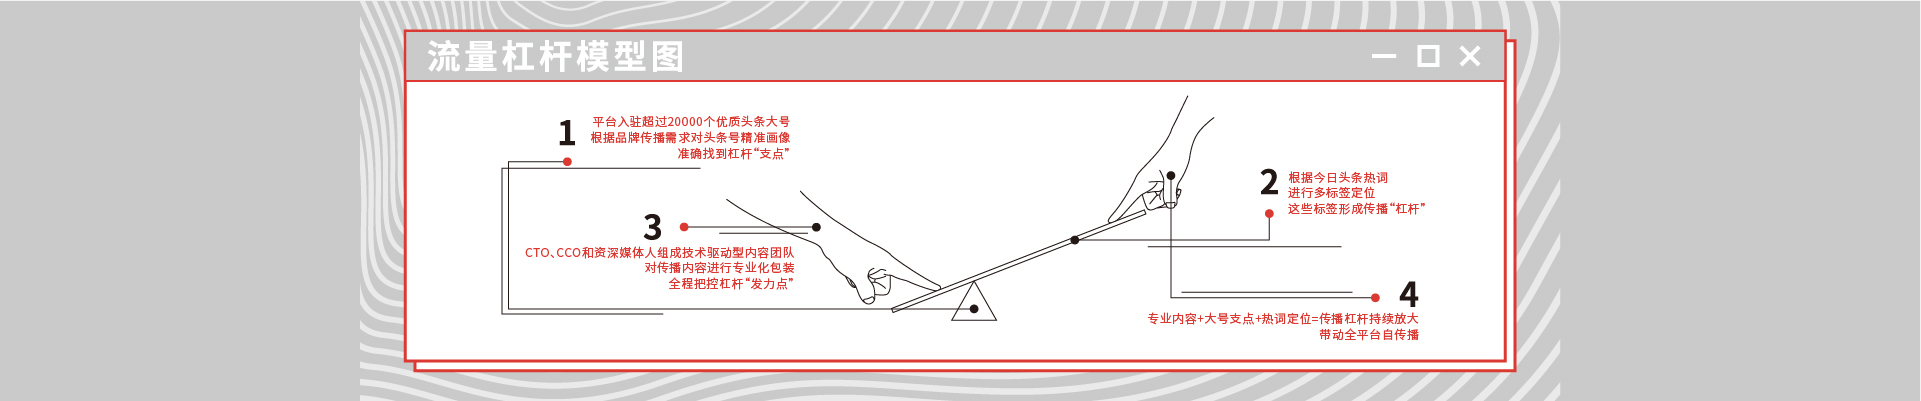 流量杠杆模型图
1
平台入驻超过20000个优质头条大号
根据品牌传播需求对头条号精准画像
准确找到杠杆“支点”
2
根据今日头条热词
进行多标签定位
这些标签形成传播“杠杆”
3
CTO、CCO和资深媒体人组成技术驱动型内容团队
对传播内容进行专业化包装
全程把控杠杆“发力点”
4
专业内容+大号支点+热词定位=传播杠杆持续放大
带动全平台自传播